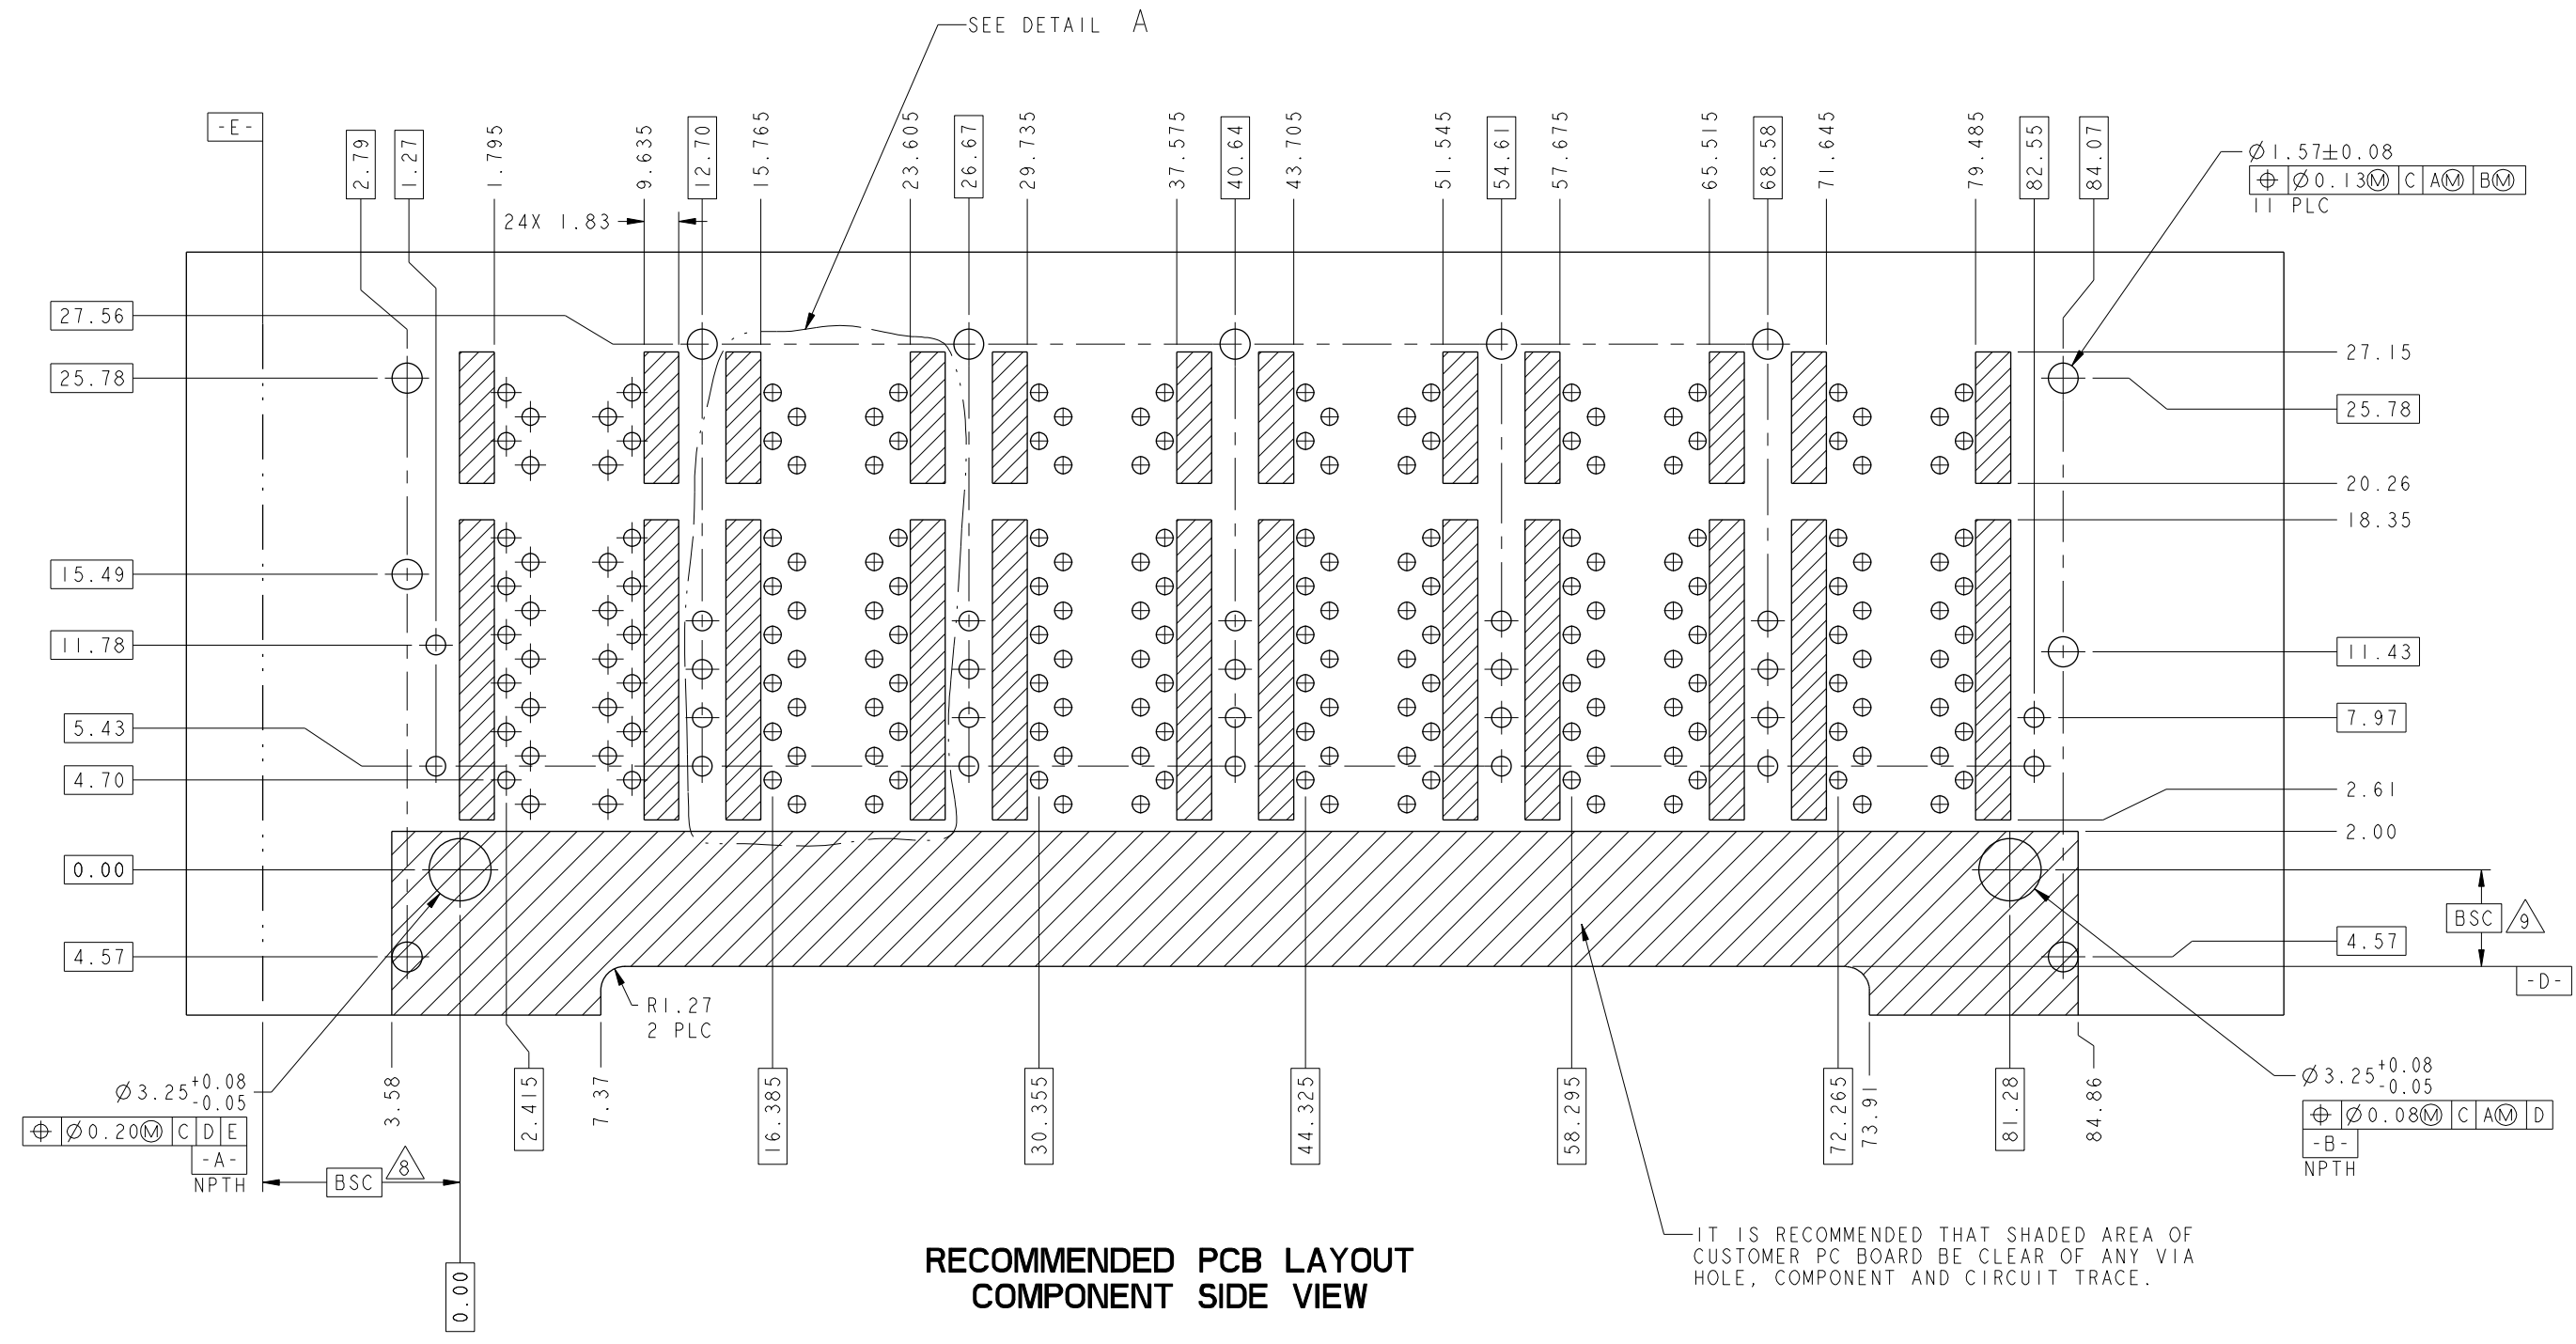 SEE DETAIL A
-E-
2.79
1.27
1.795
9.635
12.70
15.765
23.605
26.67
29.735
37.575
40.64
43.705
51.545
54.61
57.675
65.515
68.58
71.645
79.485
82.55
84.07
Ø1.57±0.08
⌖ Ø0.13Ⓜ C AⓂ BⓂ
11 PLC
24X 1.83
27.56
25.78
15.49
11.78
5.43
4.70
0.00
4.57
27.15
25.78
20.26
18.35
11.43
7.97
2.61
2.00
BSC 9
4.57
-D-
R1.27
2 PLC
Ø3.25 +0.08
-0.05
⌖ Ø0.20Ⓜ C D E
-A-
NPTH
BSC 8
3.58
0.00
2.415
7.37
16.385
30.355
44.325
58.295
72.265
73.91
81.28
84.86
Ø3.25 +0.08
-0.05
⌖ Ø0.08Ⓜ C AⓂ D
-B-
NPTH
IT IS RECOMMENDED THAT SHADED AREA OF
CUSTOMER PC BOARD BE CLEAR OF ANY VIA
HOLE, COMPONENT AND CIRCUIT TRACE.
RECOMMENDED PCB LAYOUT
COMPONENT SIDE VIEW